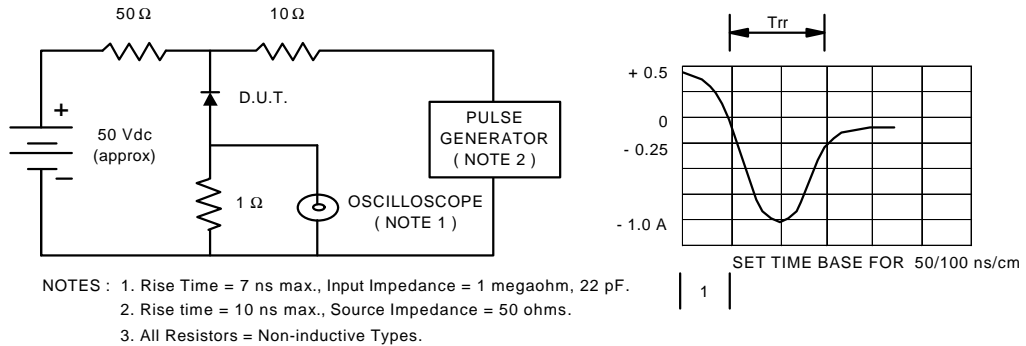 50 Ω
10 Ω
Trr
+
D.U.T.
50 Vdc
(approx)
−
PULSE
GENERATOR
( NOTE 2 )
1 Ω
OSCILLOSCOPE
( NOTE 1 )
+ 0.5
0
- 0.25
- 1.0 A
SET TIME BASE FOR 50/100 ns/cm
1
NOTES : 1. Rise Time = 7 ns max., Input Impedance = 1 megaohm, 22 pF.
2. Rise time = 10 ns max., Source Impedance = 50 ohms.
3. All Resistors = Non-inductive Types.